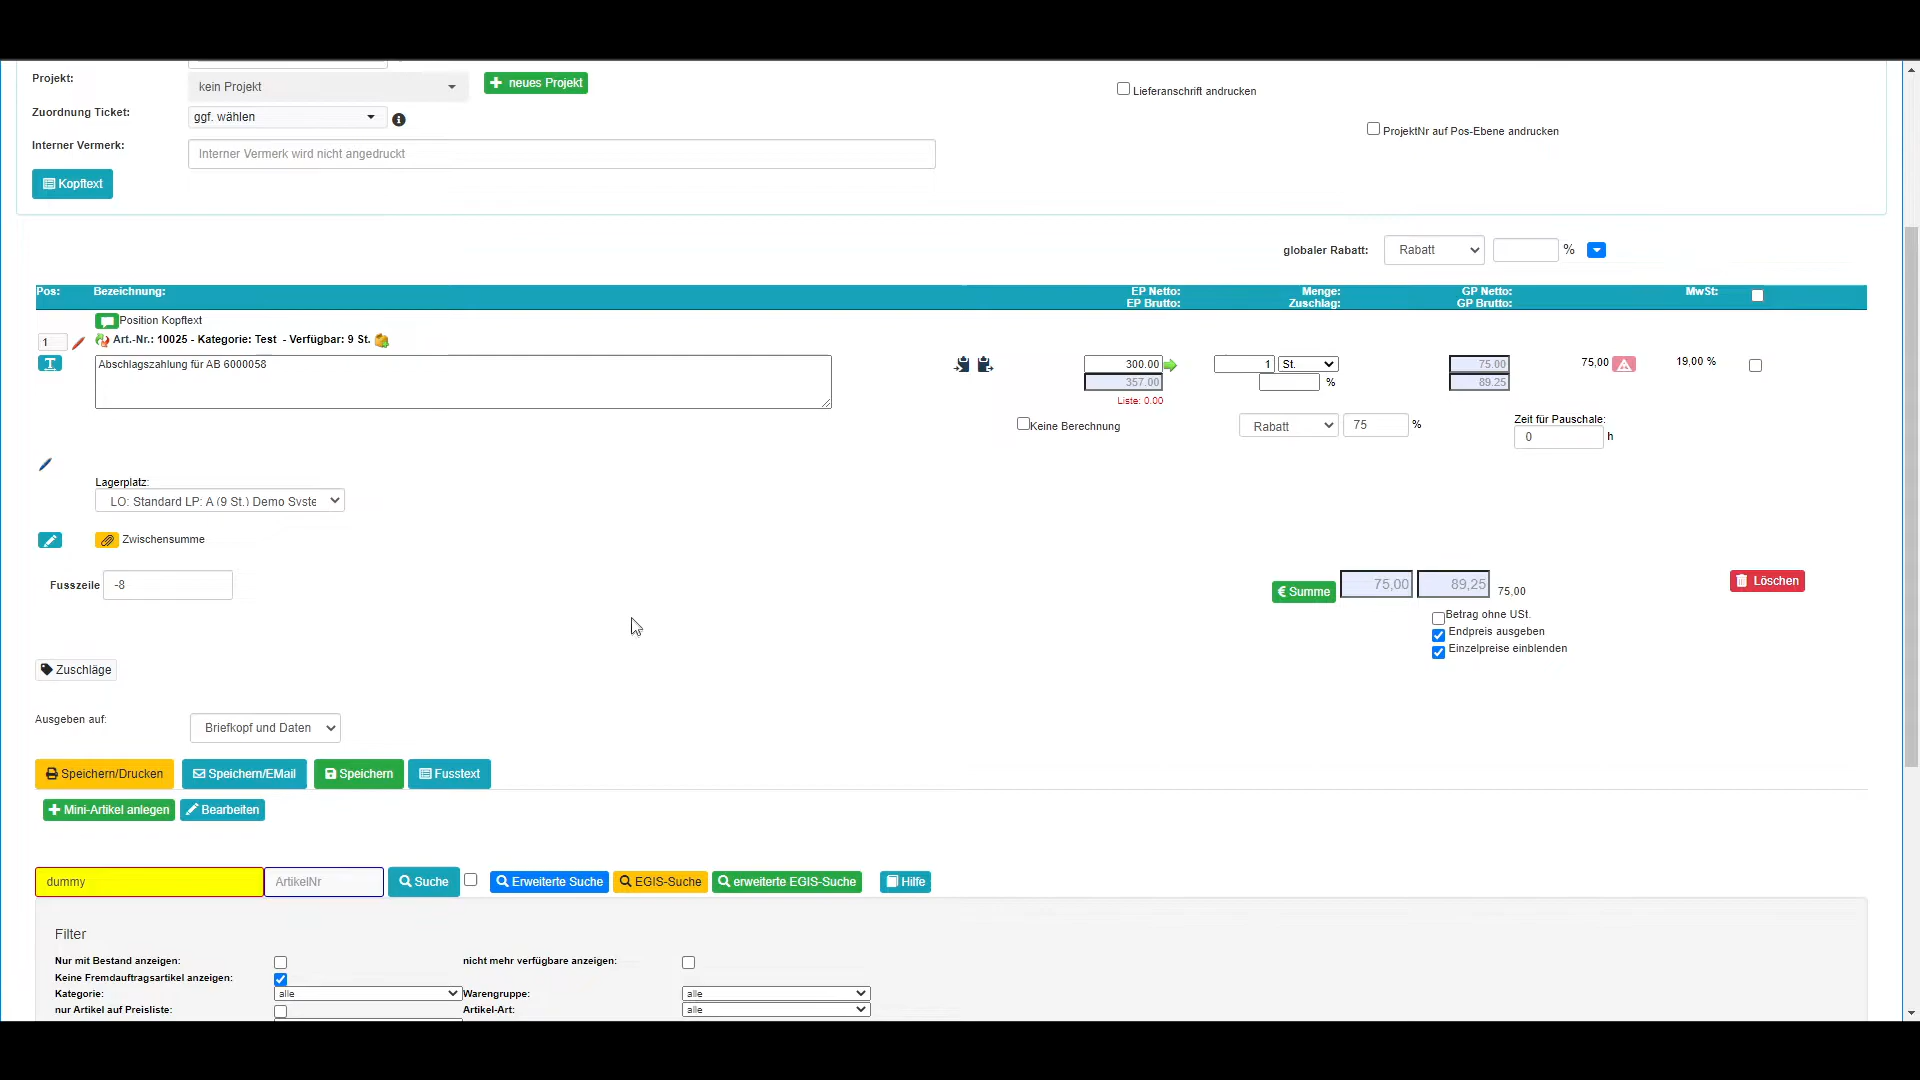 Projekt:
kein Projekt
neues Projekt
Lieferanschrift andrucken
Zuordnung Ticket:
ggf. wählen
ProjektNr auf Pos-Ebene andrucken
Interner Vermerk:
Interner Vermerk wird nicht angedruckt
Kopftext
globaler Rabatt:
Rabatt
%
Pos:
Bezeichnung:
EP Netto:
EP Brutto:
Menge:
Zuschlag:
GP Netto:
GP Brutto:
MwSt:
Position Kopftext
1
Art.-Nr.: 10025 - Kategorie: Test - Verfügbar: 9 St.
Abschlagszahlung für AB 6000058
300.00
357.00
Liste: 0.00
1
St.
%
75.00
89.25
75,00
19,00 %
Keine Berechnung
Rabatt
75
%
Zeit für Pauschale:
0
h
Lagerplatz:
LO: Standard LP: A (9 St.) Demo Syste
Zwischensumme
Fusszeile
-8
€ Summe
75,00
89,25
75,00
Löschen
Betrag ohne USt.
Endpreis ausgeben
Einzelpreise einblenden
Zuschläge
Ausgeben auf:
Briefkopf und Daten
Speichern/Drucken
Speichern/EMail
Speichern
Fusstext
Mini-Artikel anlegen
Bearbeiten
dummy
ArtikelNr
Suche
Erweiterte Suche
EGIS-Suche
erweiterte EGIS-Suche
Hilfe
Filter
Nur mit Bestand anzeigen:
nicht mehr verfügbare anzeigen:
Keine Fremdauftragsartikel anzeigen:
Kategorie:
alle
Warengruppe:
alle
nur Artikel auf Preisliste:
Artikel-Art:
alle